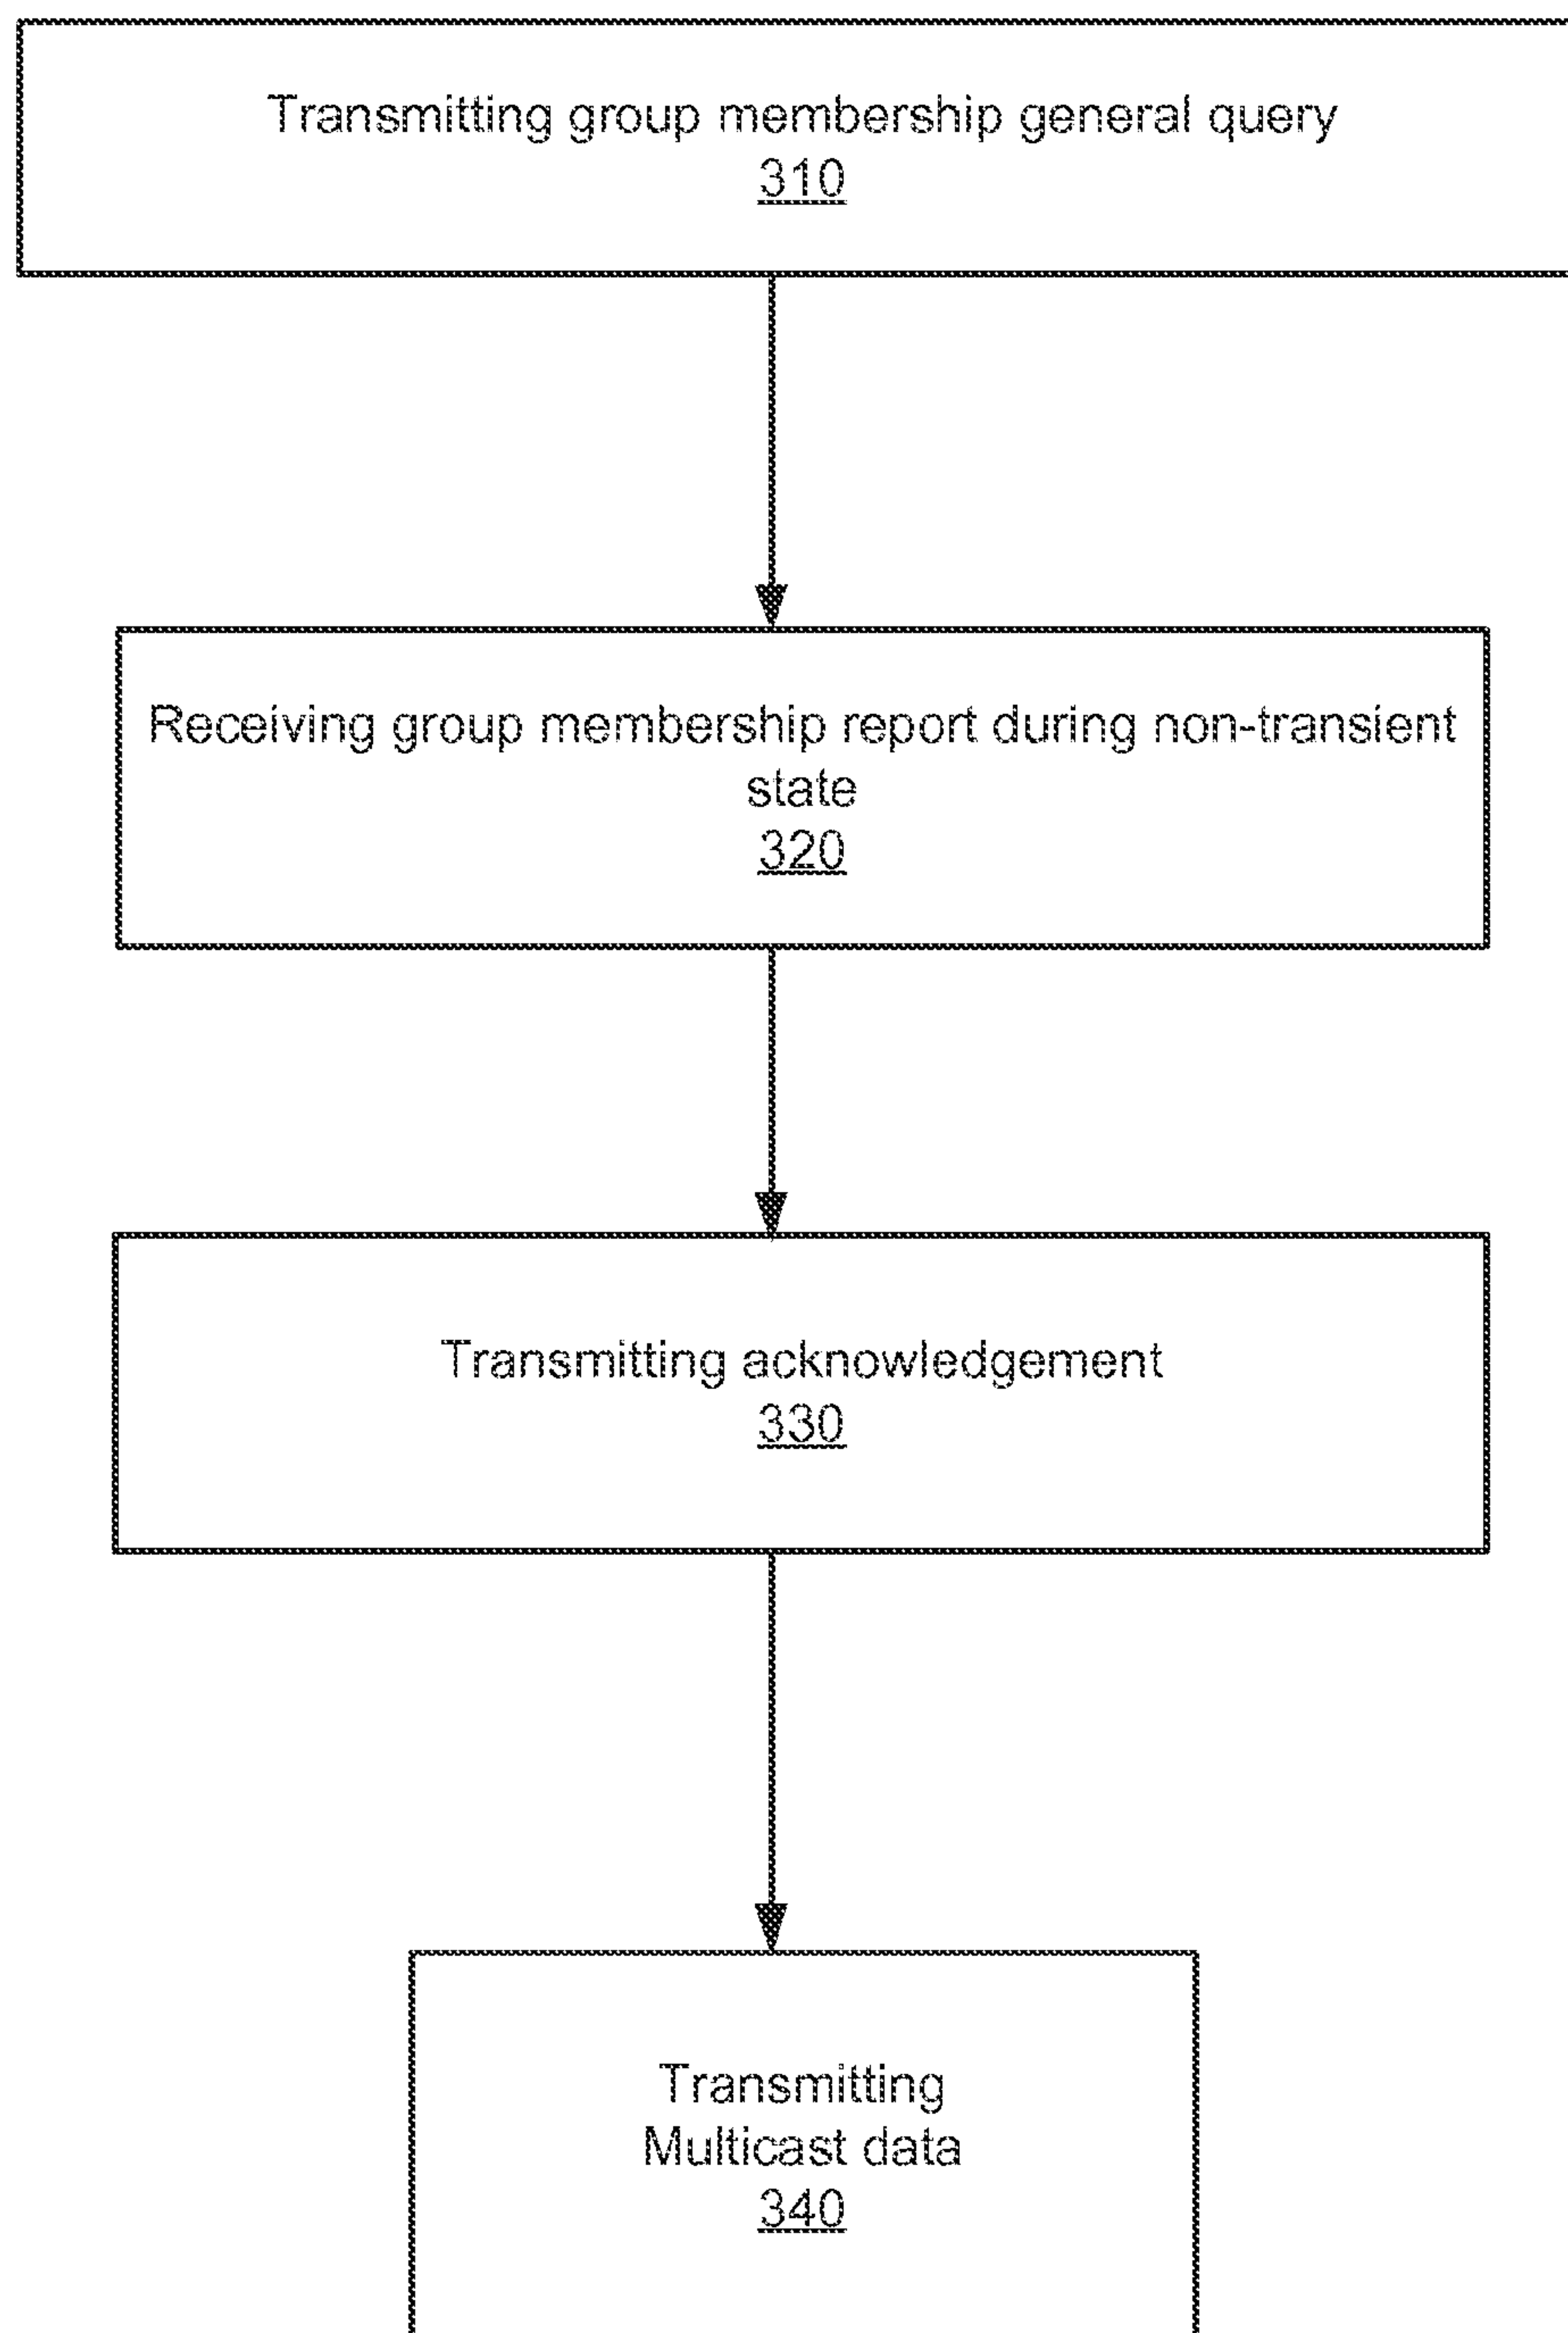 Transmitting group membership general query
310
Receiving group membership report during non-transient
state
320
Transmitting acknowledgement
330
Transmitting
Multicast data
340